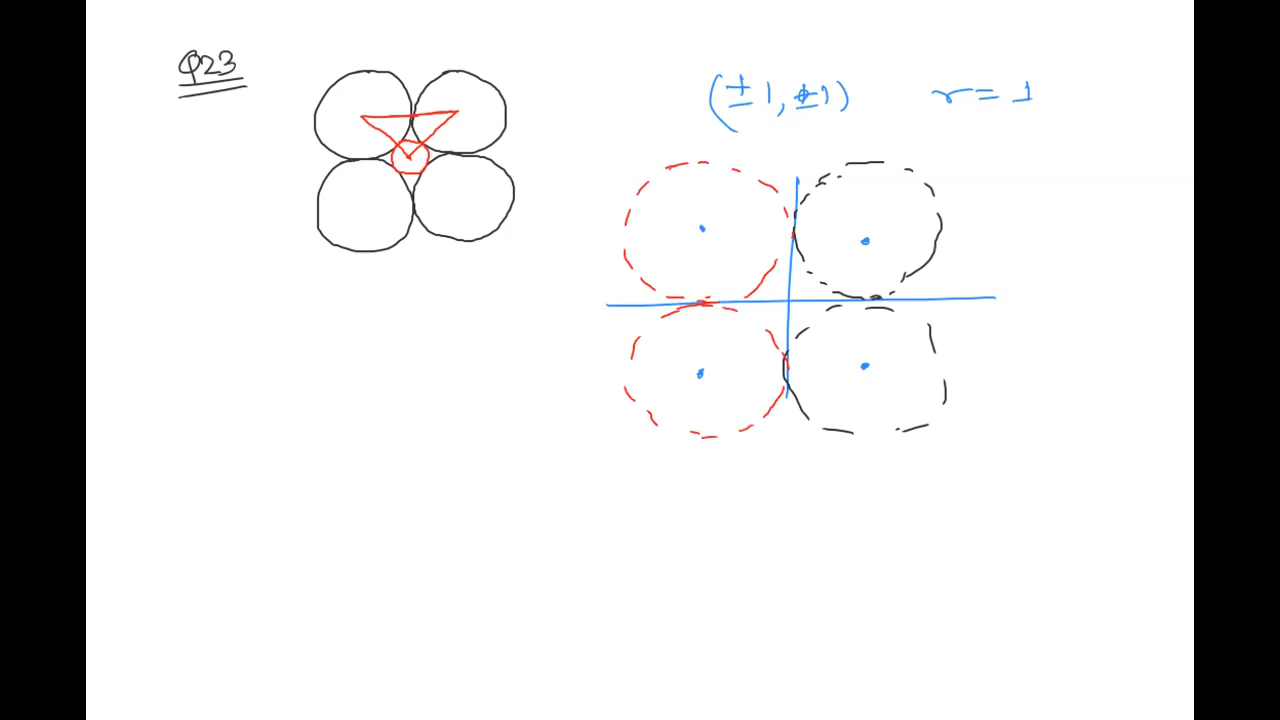 Q23
(±1, ±1) r = 1